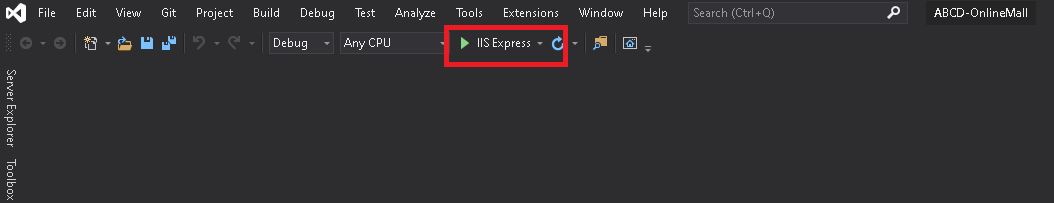 File Edit View Git Project Build Debug Test Analyze Tools Extensions Window Help Search (Ctrl+Q) ABCD-OnlineMall
Debug Any CPU IIS Express
Server Explorer
Toolbox